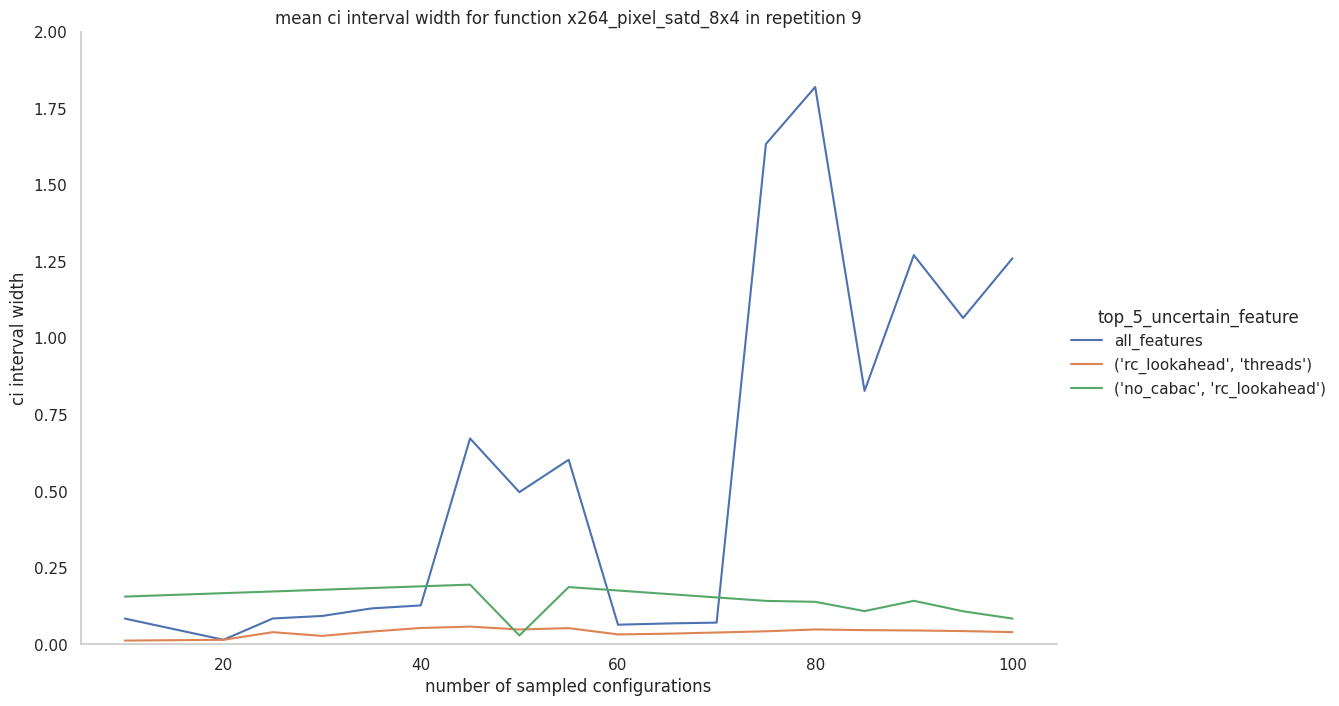 mean ci interval width for function x264_pixel_satd_8x4 in repetition 9
2.00
1.75
1.50
1.25
1.00
0.75
0.50
0.25
0.00
ci interval width
20 40 60 80 100
number of sampled configurations
top_5_uncertain_feature
all_features
('rc_lookahead', 'threads')
('no_cabac', 'rc_lookahead')